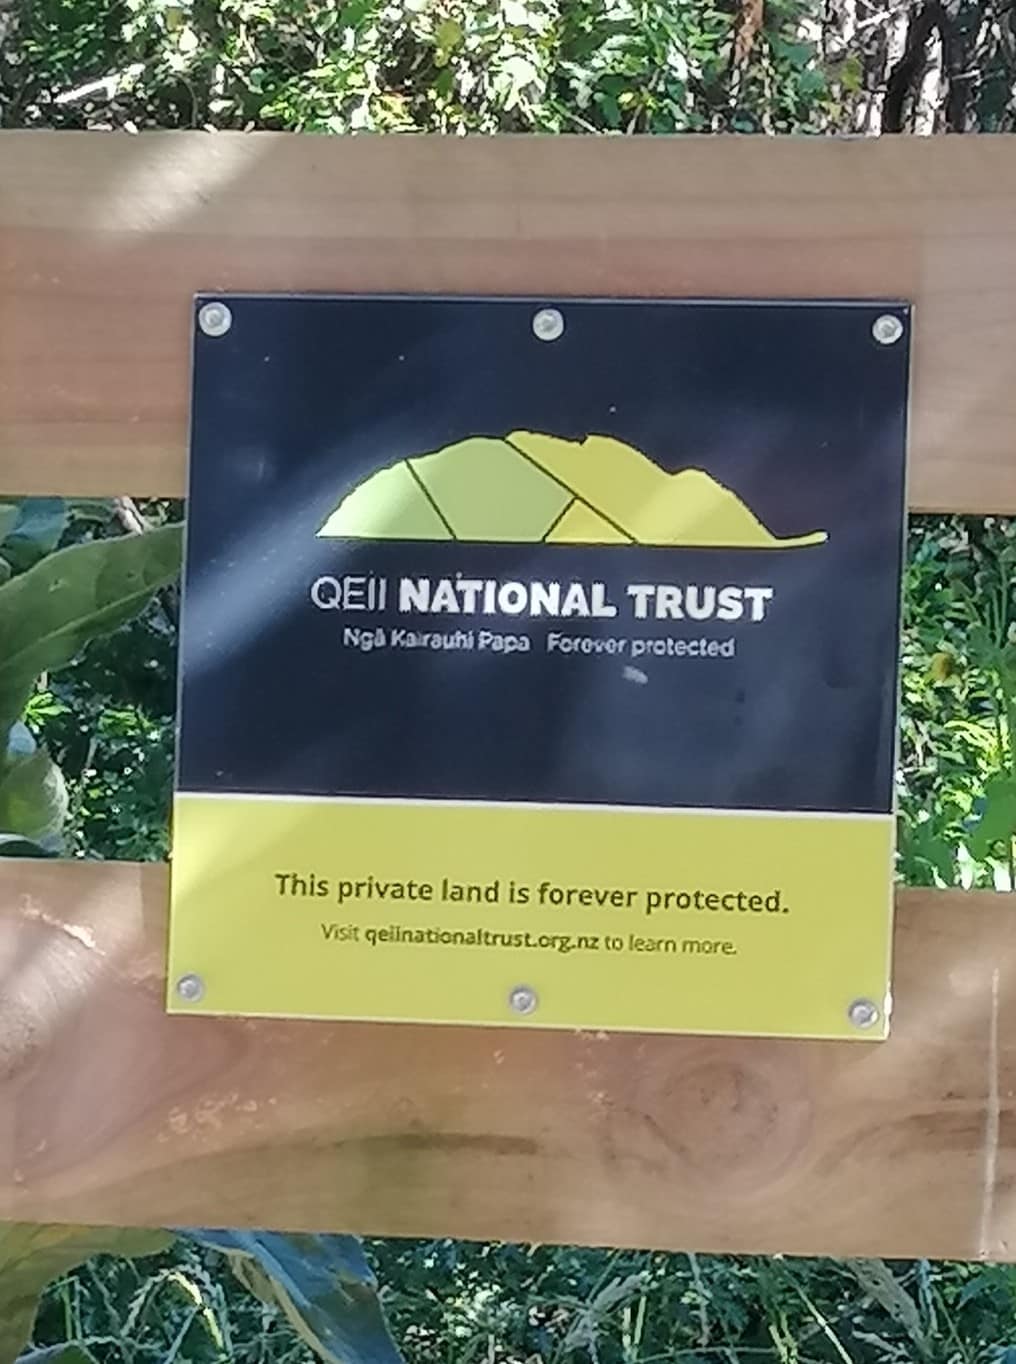 QEII NATIONAL TRUST
Ngā Kairauhī Papa Forever protected
This private land is forever protected.
Visit qeiinationaltrust.org.nz to learn more.